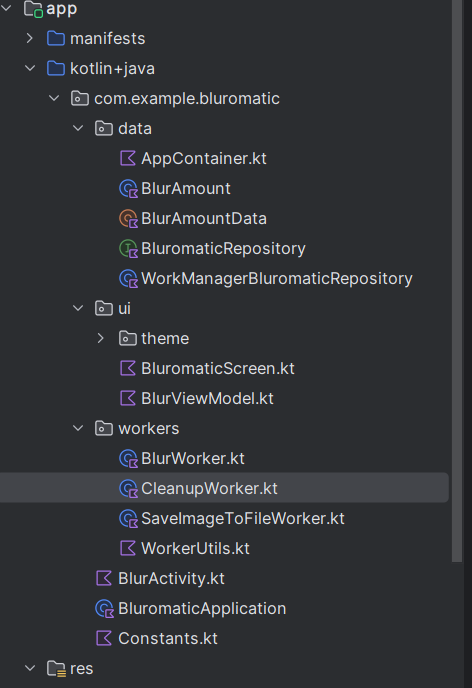 app
manifests
kotlin+java
com.example.bluromatic
data
AppContainer.kt
BlurAmount
BlurAmountData
BluromaticRepository
WorkManagerBluromaticRepository
ui
theme
BluromaticScreen.kt
BlurViewModel.kt
workers
BlurWorker.kt
CleanupWorker.kt
SaveImageToFileWorker.kt
WorkerUtils.kt
BlurActivity.kt
BluromaticApplication
Constants.kt
res